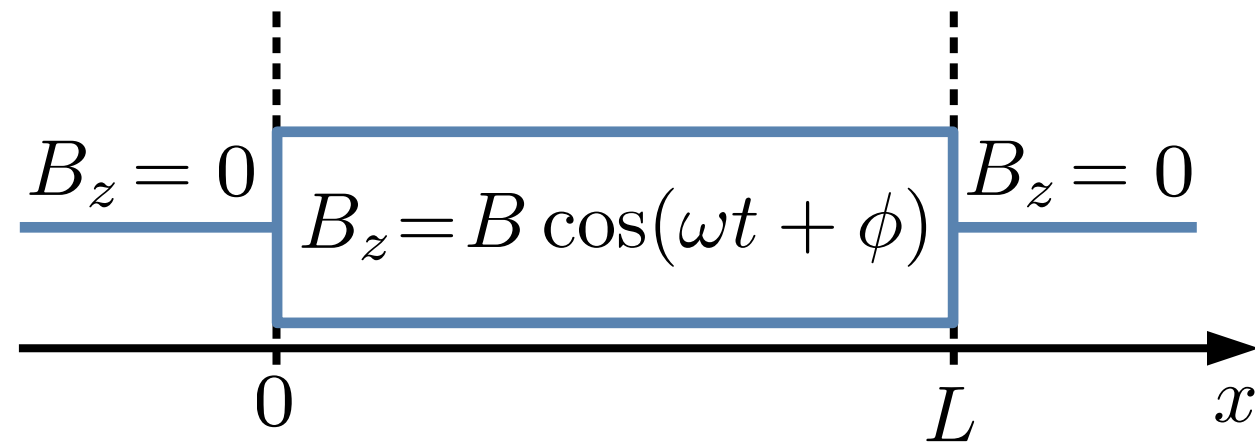 B_z = 0
B_z = B cos(ωt + φ)
B_z = 0
0
L
x